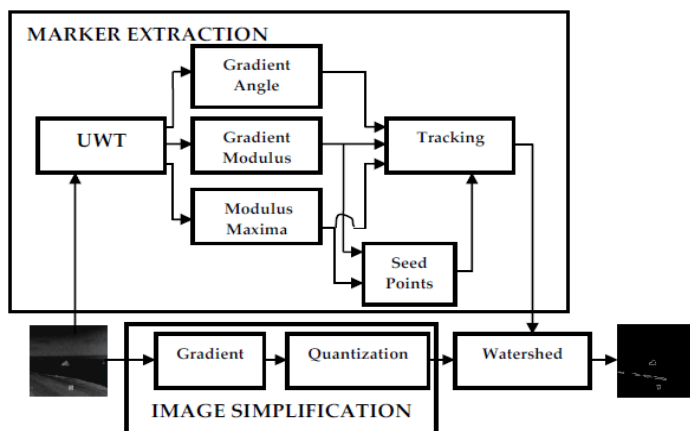 MARKER EXTRACTION
Gradient
Angle
UWT
Gradient
Modulus
Tracking
Modulus
Maxima
Seed
Points
Gradient
Quantization
Watershed
IMAGE SIMPLIFICATION